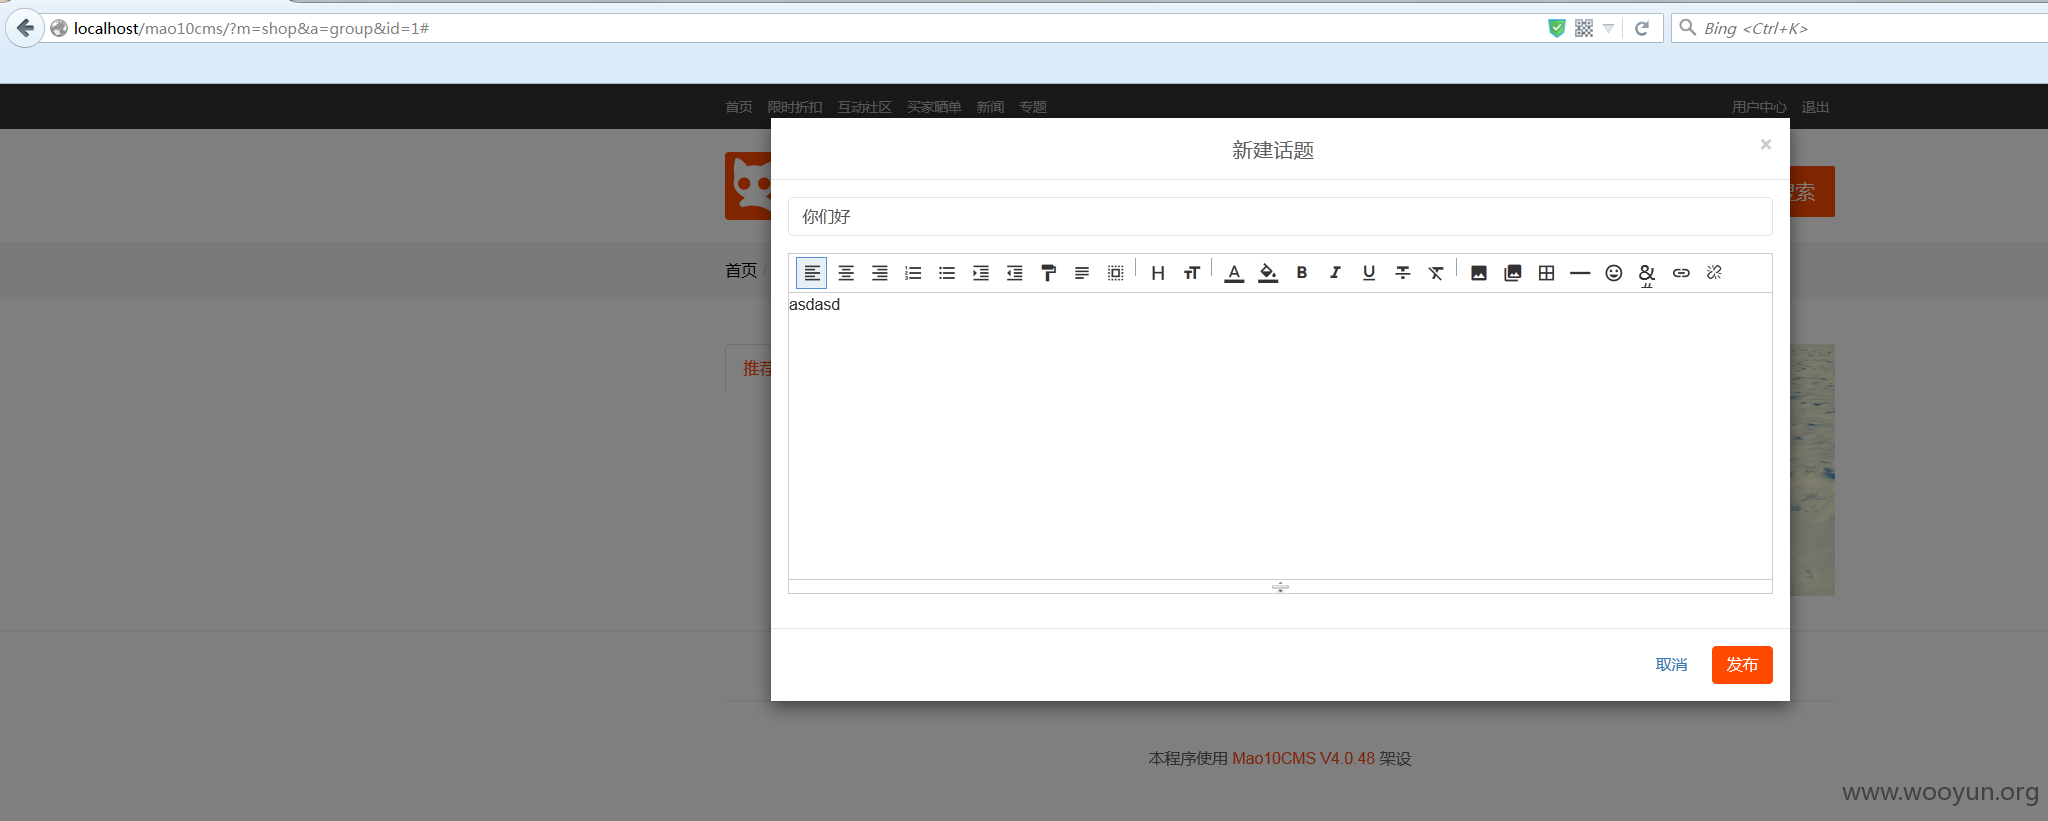 localhost/mao10cms/?m=shop&a=group&id=1#
Bing <Ctrl+K>
首页 限时折扣 互动社区 买家晒单 新闻 专题 用户中心 退出
新建话题 ×
索
你们好
首页 /
asdasd
推荐
取消 发布
本程序使用 Mao10CMS V4.0.48 架设
www.wooyun.org